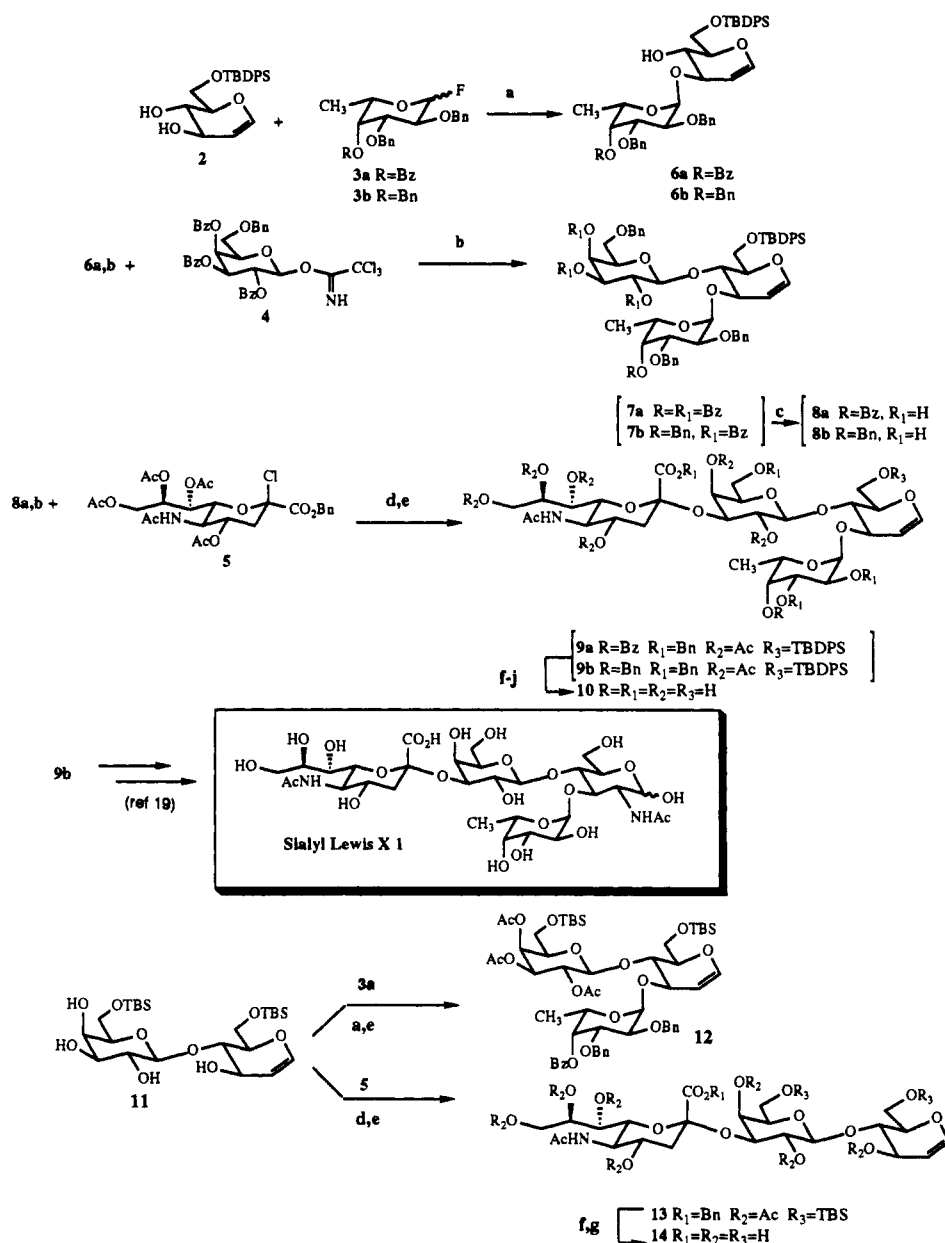 OTBDPS
HO
O
HO
2
+
CH3
O
F
OBn
OBn
RO
3a R=Bz
3b R=Bn
a
OTBDPS
HO
O
O
CH3
O
OBn
OBn
RO
6a R=Bz
6b R=Bn
6a,b +
BzO
OBn
O
BzO
BzO
O
CCl3
NH
4
b
OR1
OBn
R1O
R1O
O
O
OTBDPS
O
O
CH3
O
OBn
OBn
RO
7a R=R1=Bz
7b R=Bn, R1=Bz
c
8a R=Bz, R1=H
8b R=Bn, R1=H
8a,b +
AcO
OAc
Cl
AcO
O
CO2Bn
AcHN
AcO
5
d,e
OR2
OR2
CO2R1
OR2
OR1
OR3
R2O
AcHN
O
O
O
O
O
R2O
R2O
O
CH3
O
OR1
OR1
RO
9a R=Bz R1=Bn R2=Ac R3=TBDPS
9b R=Bn R1=Bn R2=Ac R3=TBDPS
f-j
10 R=R1=R2=R3=H
9b
(ref 19)
HO
OH
CO2H
HO
OH
OH
HO
AcHN
O
O
O
O
O
OH
HO
OH
O
NHAc
CH3
O
OH
OH
HO
Sialyl Lewis X 1
OTBS
HO
O
HO
OH
O
OTBS
O
HO
11
3a
a,e
AcO
OTBS
O
AcO
OAc
O
OTBS
O
O
CH3
O
OBn
OBn
BzO
12
5
d,e
R2O
OR2
CO2R1
OR2
OR3
OR3
R2O
AcHN
O
O
O
O
O
R2O
R2O
R2O
13 R1=Bn R2=Ac R3=TBS
f,g
14 R1=R2=R3=H